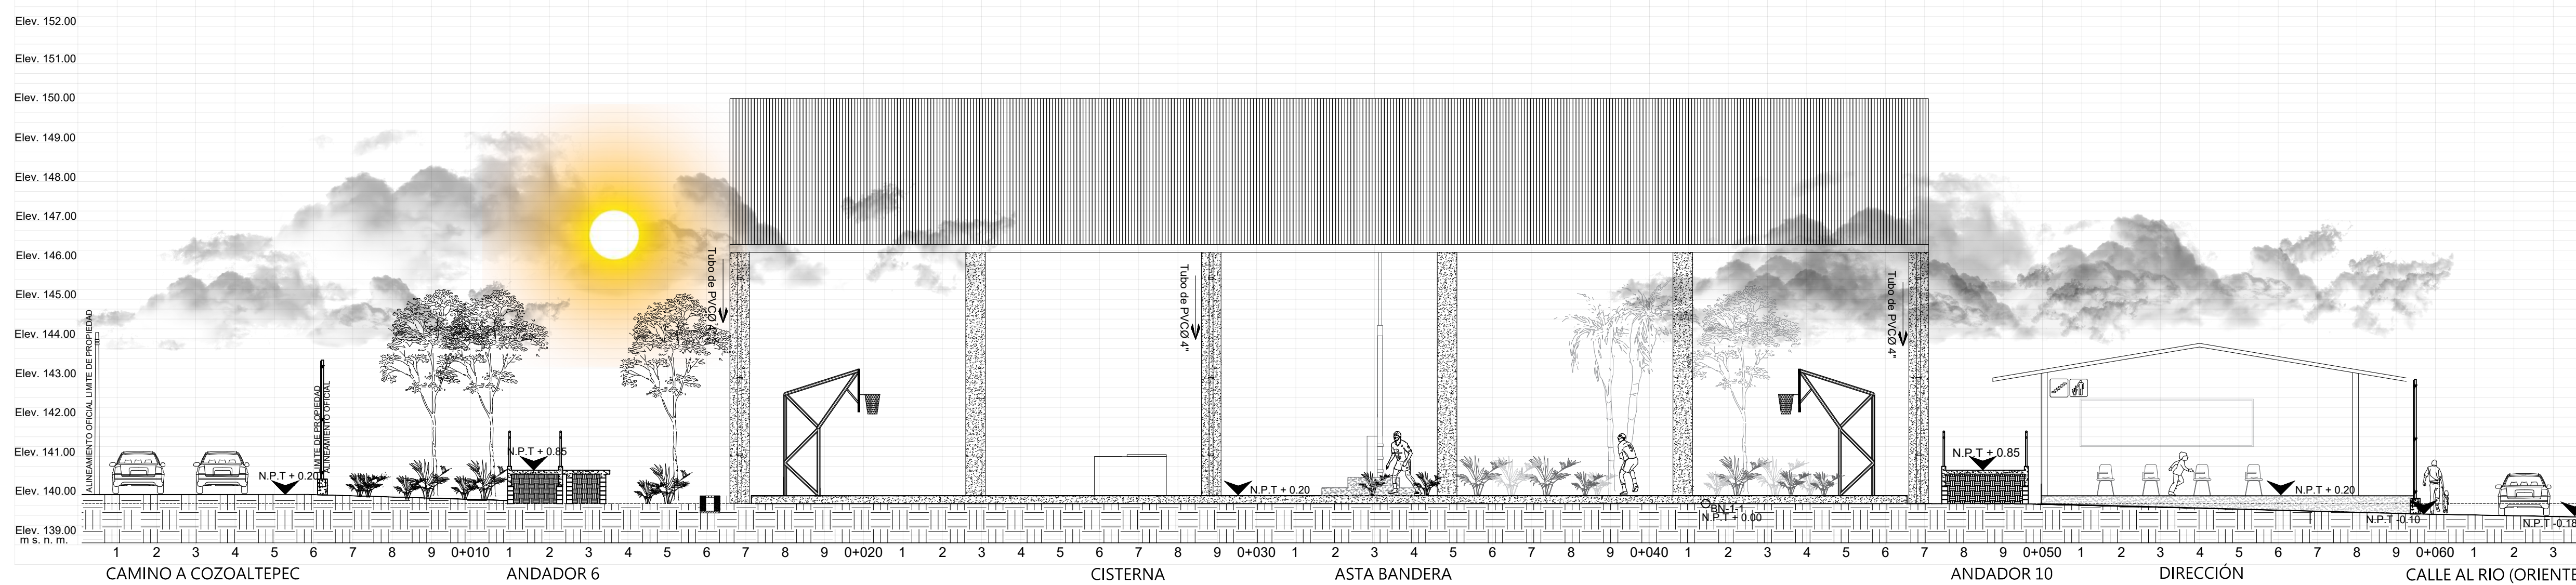 Elev. 152.00
Elev. 151.00
Elev. 150.00
Elev. 149.00
Elev. 148.00
Elev. 147.00
Elev. 146.00
Elev. 145.00
Elev. 144.00
Elev. 143.00
Elev. 142.00
Elev. 141.00
Elev. 140.00
Elev. 139.00
m s. n. m.
ALINEAMIENTO OFICIAL LIMITE DE PROPIEDAD
N.P.T + 0.20
LIMITE DE PROPIEDAD
ALINEAMIENTO OFICIAL
N.P.T + 0.85
Tubo de PVCØ 4"
Tubo de PVCØ 4"
N.P.T + 0.20
BN-1-1
N.P.T + 0.00
Tubo de PVCØ 4"
N.P.T + 0.85
N.P.T + 0.20
N.P.T -0.10
N.P.T-0.18
1 2 3 4 5 6 7 8 9 0+010 1 2 3 4 5 6 7 8 9 0+020 1 2 3 4 5 6 7 8 9 0+030 1 2 3 4 5 6 7 8 9 0+040 1 2 3 4 5 6 7 8 9 0+050 1 2 3 4 5 6 7 8 9 0+060 1 2 3
CAMINO A COZOALTEPEC ANDADOR 6 CISTERNA ASTA BANDERA ANDADOR 10 DIRECCIÓN CALLE AL RIO (ORIENTE